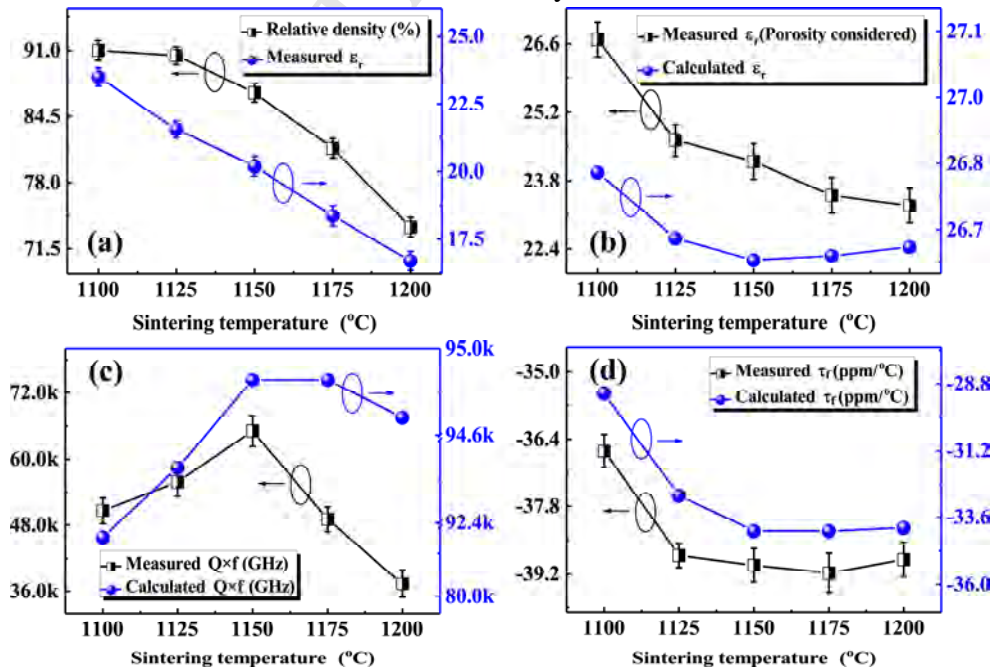 Relative density (%)
Measured εr
91.0
84.5
78.0
71.5
25.0
22.5
20.0
17.5
(a)
1100 1125 1150 1175 1200
Sintering temperature (°C)
Measured εr(Porosity considered)
Calculated εr
26.6
25.2
23.8
22.4
27.1
27.0
26.8
26.7
(b)
1100 1125 1150 1175 1200
Sintering temperature (°C)
(c)
72.0k
60.0k
48.0k
36.0k
95.0k
94.6k
92.4k
80.0k
Measured Q×f (GHz)
Calculated Q×f (GHz)
1100 1125 1150 1175 1200
Sintering temperature (°C)
(d)
Measured τf (ppm/°C)
Calculated τf (ppm/°C)
-35.0
-36.4
-37.8
-39.2
-28.8
-31.2
-33.6
-36.0
1100 1125 1150 1175 1200
Sintering temperature (°C)